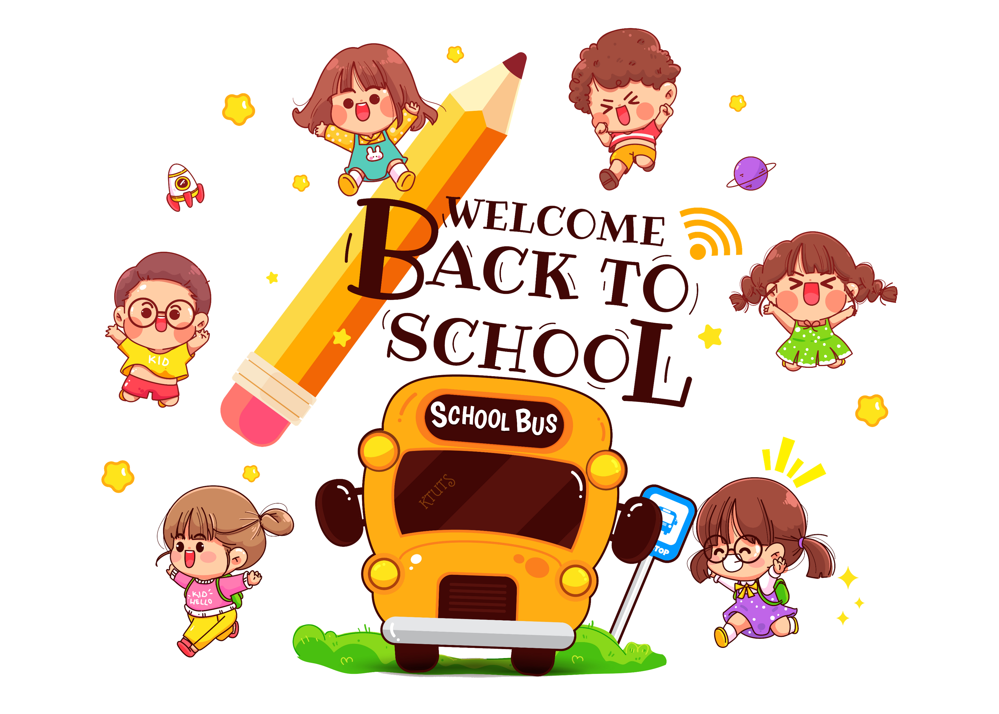 WELCOME
BACK TO
SCHOOL
KID
SCHOOL BUS
KTUTS
TOP
KID
HELLO